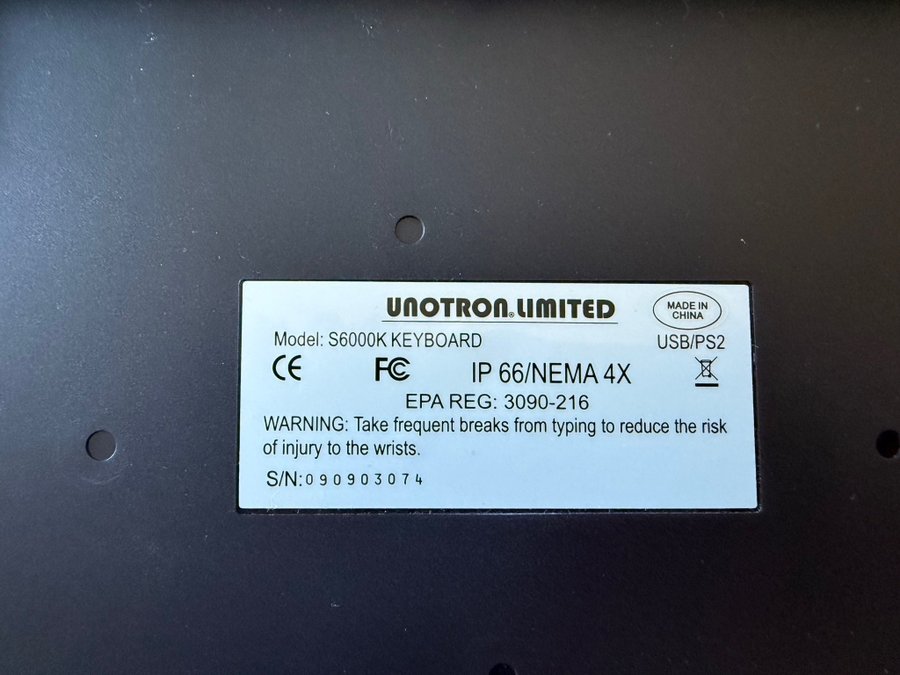 UNOTRON® LIMITED
MADE IN
CHINA
Model: S6000K KEYBOARD
USB/PS2
CE FC IP 66/NEMA 4X
EPA REG: 3090-216
WARNING: Take frequent breaks from typing to reduce the risk
of injury to the wrists.
S/N: 090903074